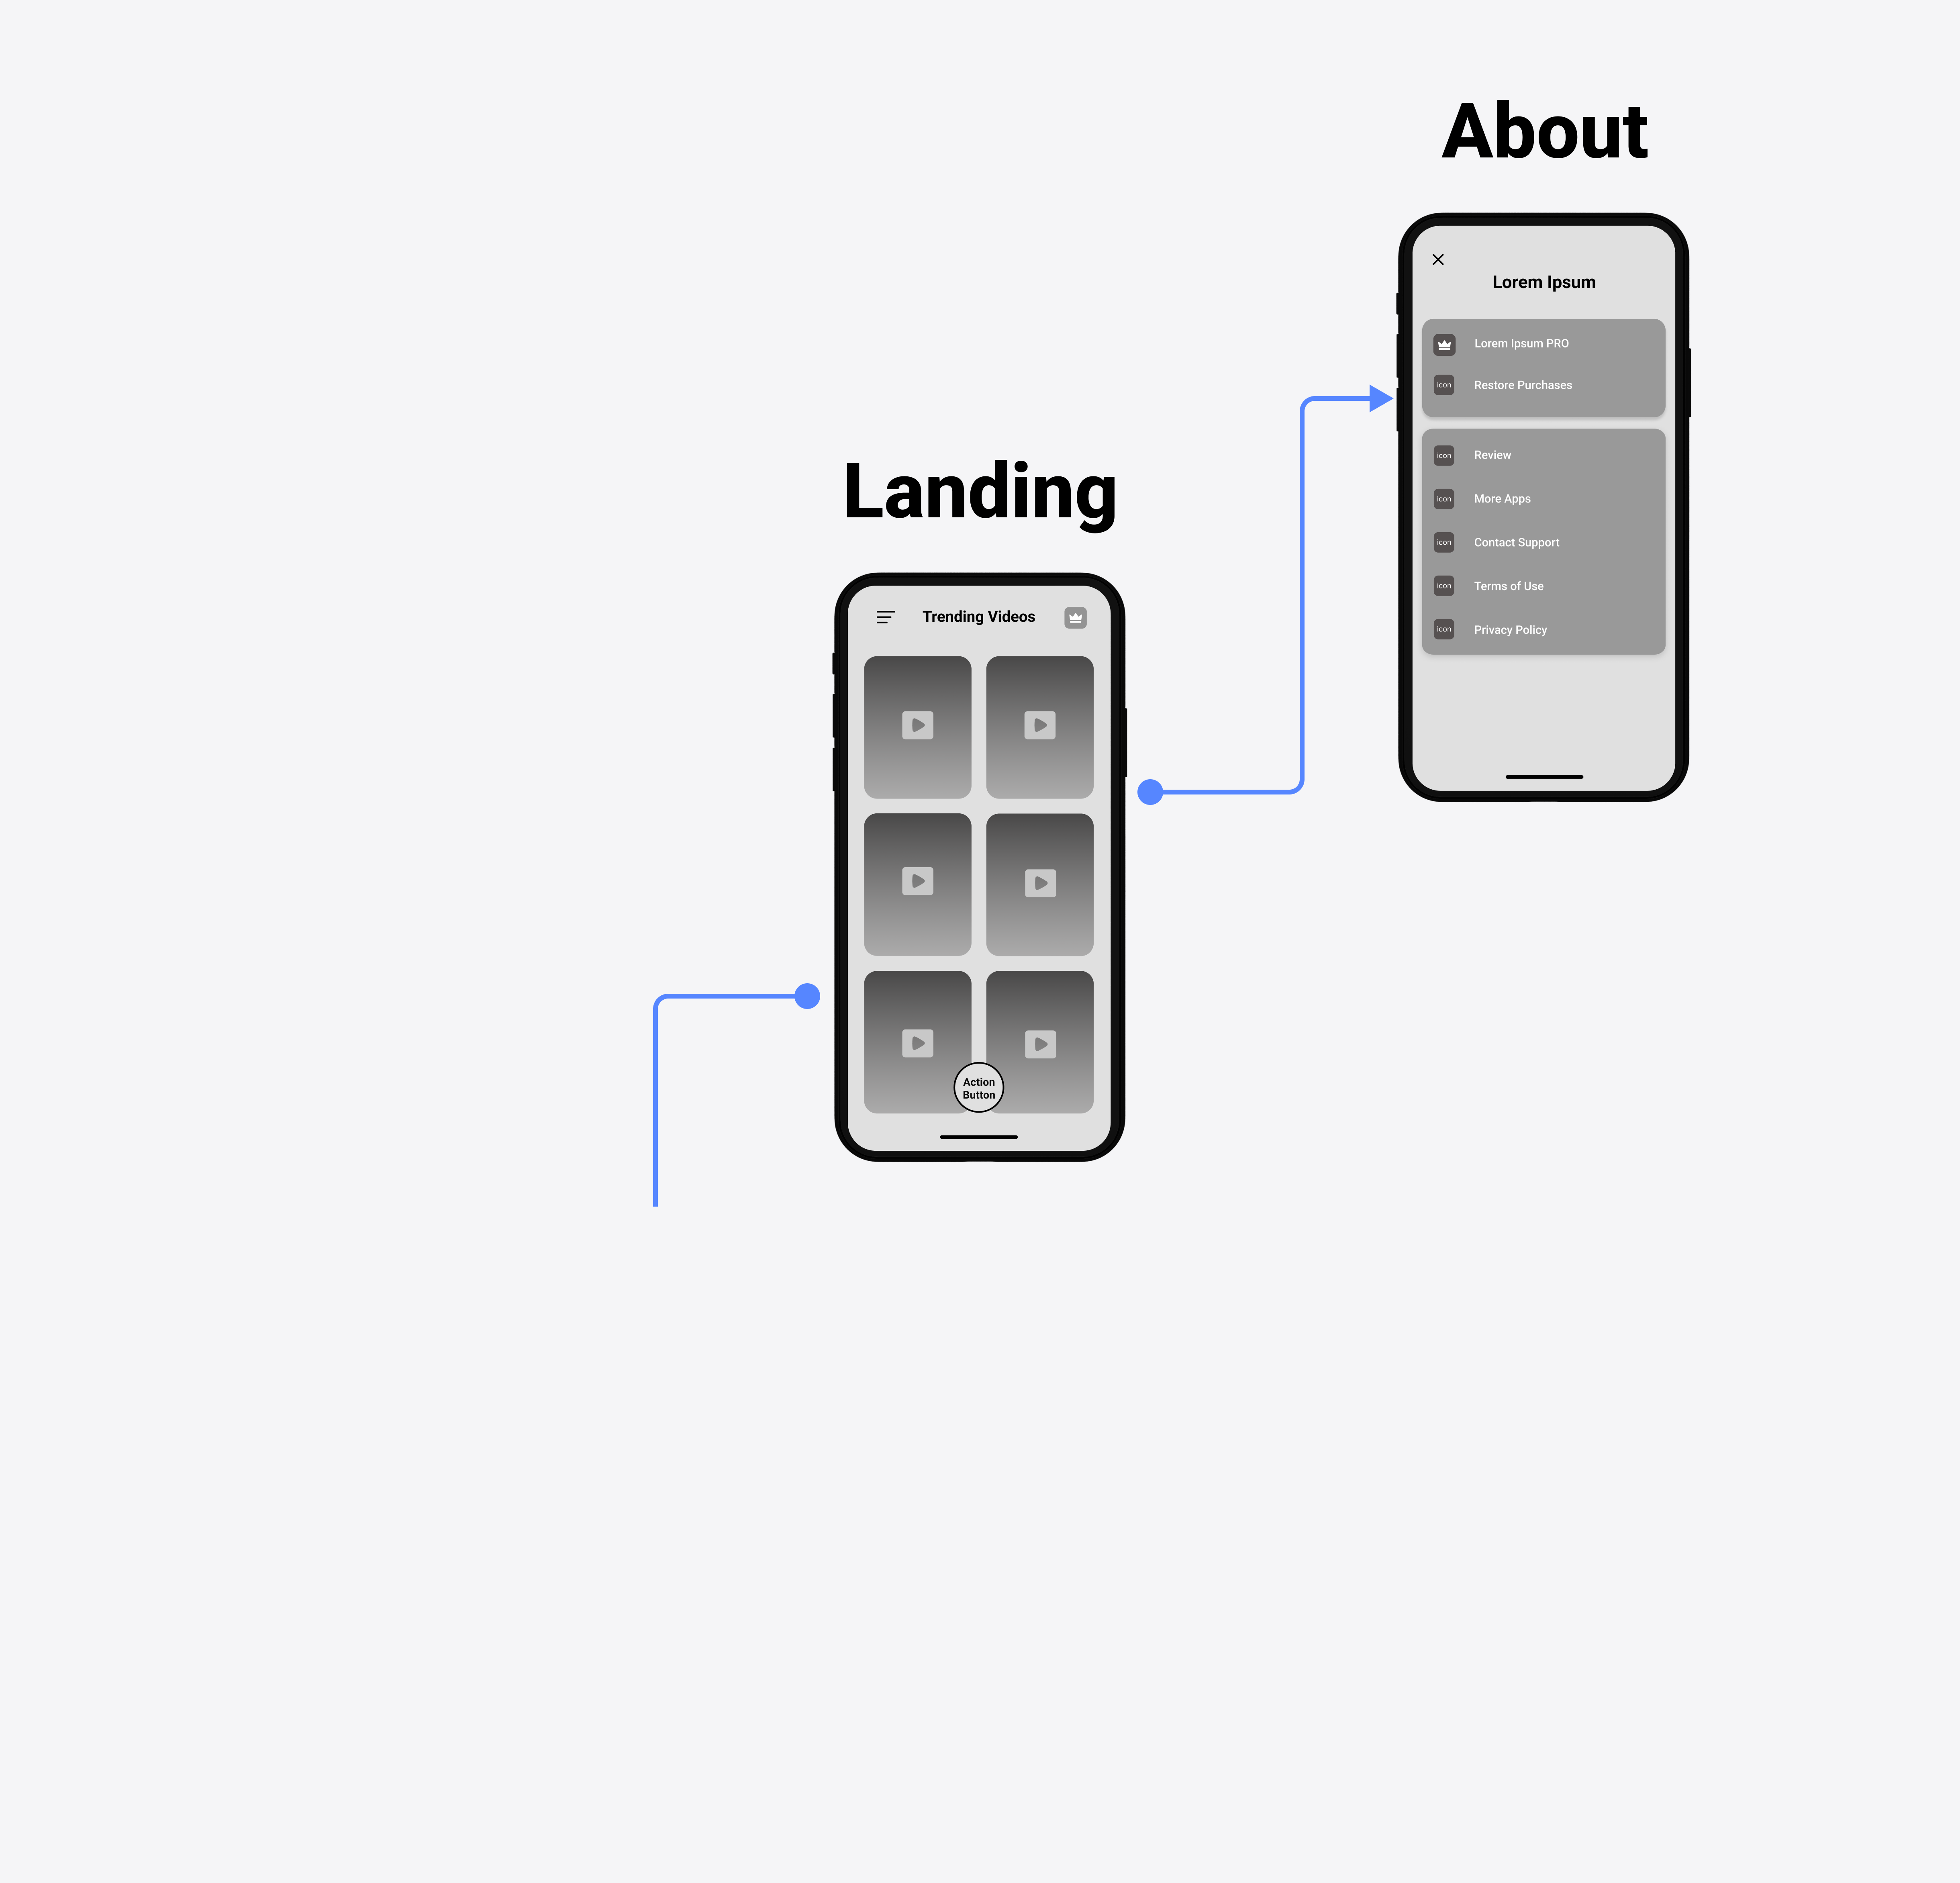 About
Lorem Ipsum
Lorem Ipsum PRO
icon
Restore Purchases
icon
Review
icon
More Apps
icon
Contact Support
icon
Terms of Use
icon
Privacy Policy
Landing
Trending Videos
Action
Button